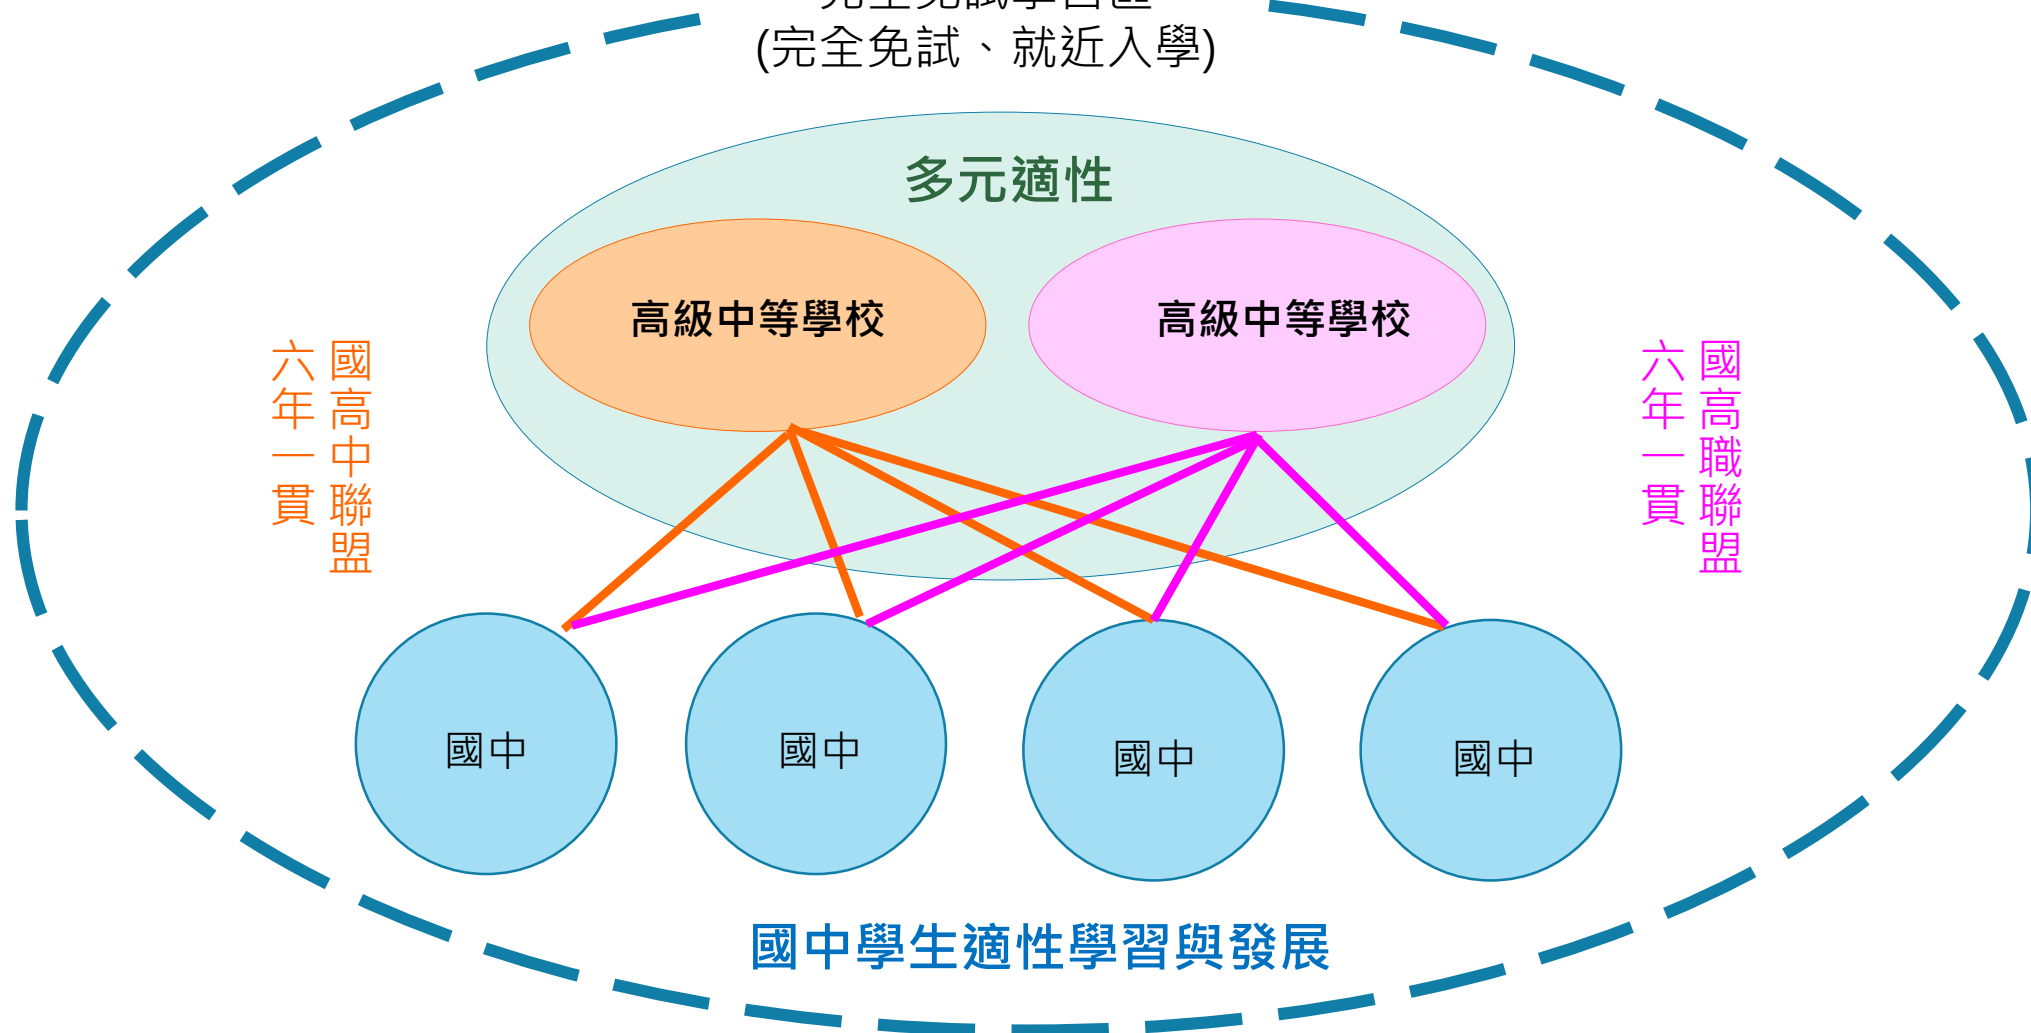 (完全免試、就近入學)
多元適性
高級中等學校
高級中等學校
國高中聯盟
六年一貫
國高職聯盟
六年一貫
國中
國中
國中
國中
國中學生適性學習與發展